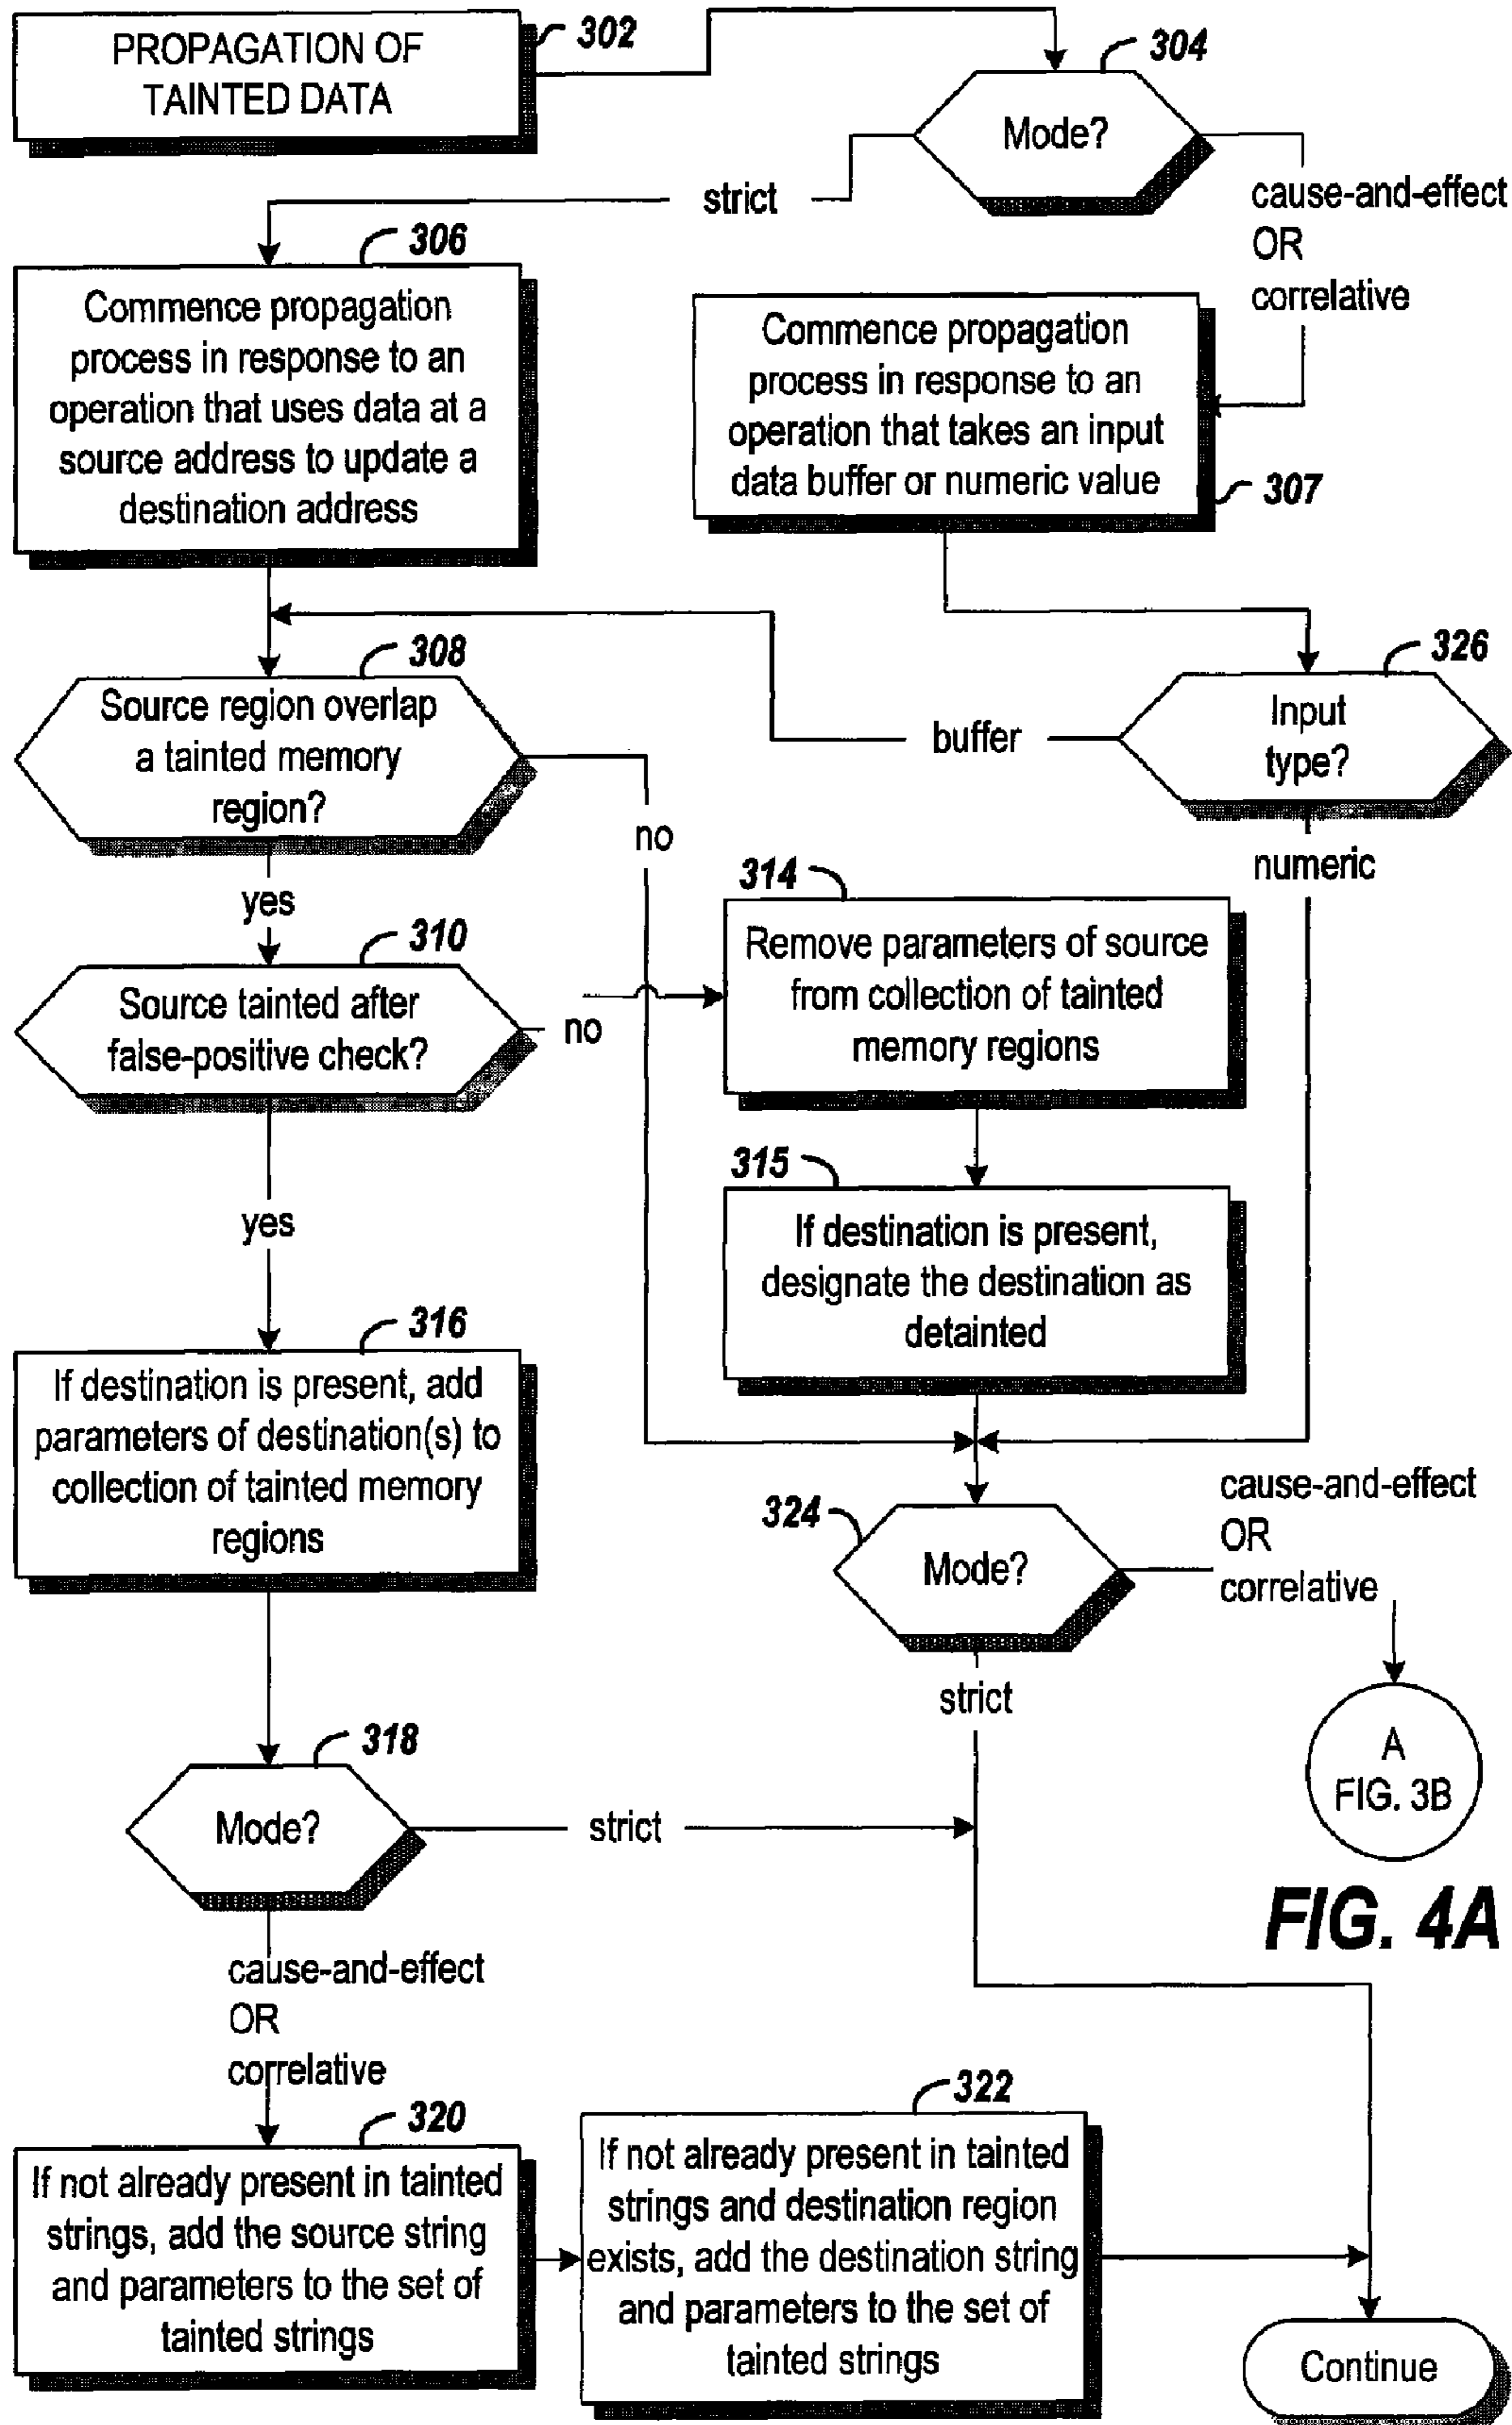 PROPAGATION OF
TAINTED DATA
302
304
Mode?
strict
cause-and-effect
OR
correlative
306
Commence propagation
process in response to an
operation that uses data at a
source address to update a
destination address
Commence propagation
process in response to an
operation that takes an input
data buffer or numeric value
307
308
Source region overlap
a tainted memory
region?
326
Input
type?
buffer
no
numeric
yes
310
Source tainted after
false-positive check?
no
314
Remove parameters of source
from collection of tainted
memory regions
315
If destination is present,
designate the destination as
detainted
yes
316
If destination is present, add
parameters of destination(s) to
collection of tainted memory
regions
324
Mode?
cause-and-effect
OR
correlative
strict
A
FIG. 3B
318
Mode?
strict
FIG. 4A
cause-and-effect
OR
correlative
320
If not already present in tainted
strings, add the source string
and parameters to the set of
tainted strings
322
If not already present in tainted
strings and destination region
exists, add the destination string
and parameters to the set of
tainted strings
Continue